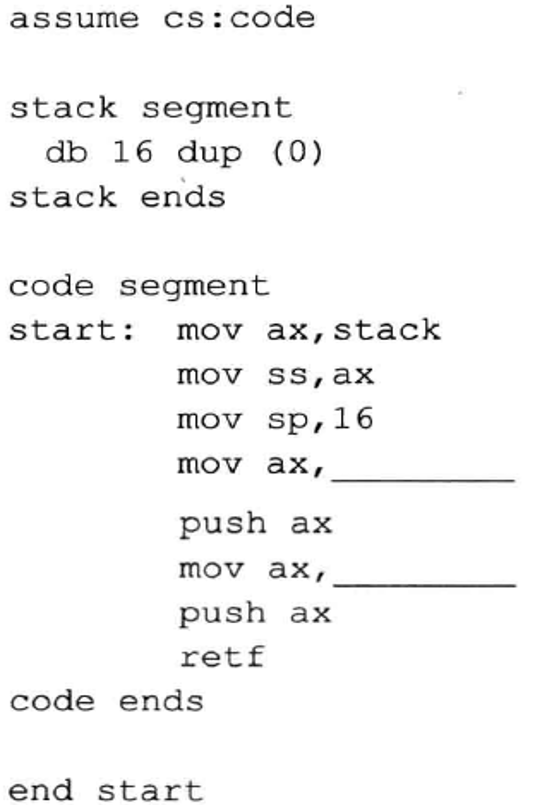 assume cs:code
stack segment
db 16 dup (0)
stack ends
code segment
start: mov ax,stack
mov ss,ax
mov sp,16
mov ax,________
push ax
mov ax,________
push ax
retf
code ends
end start